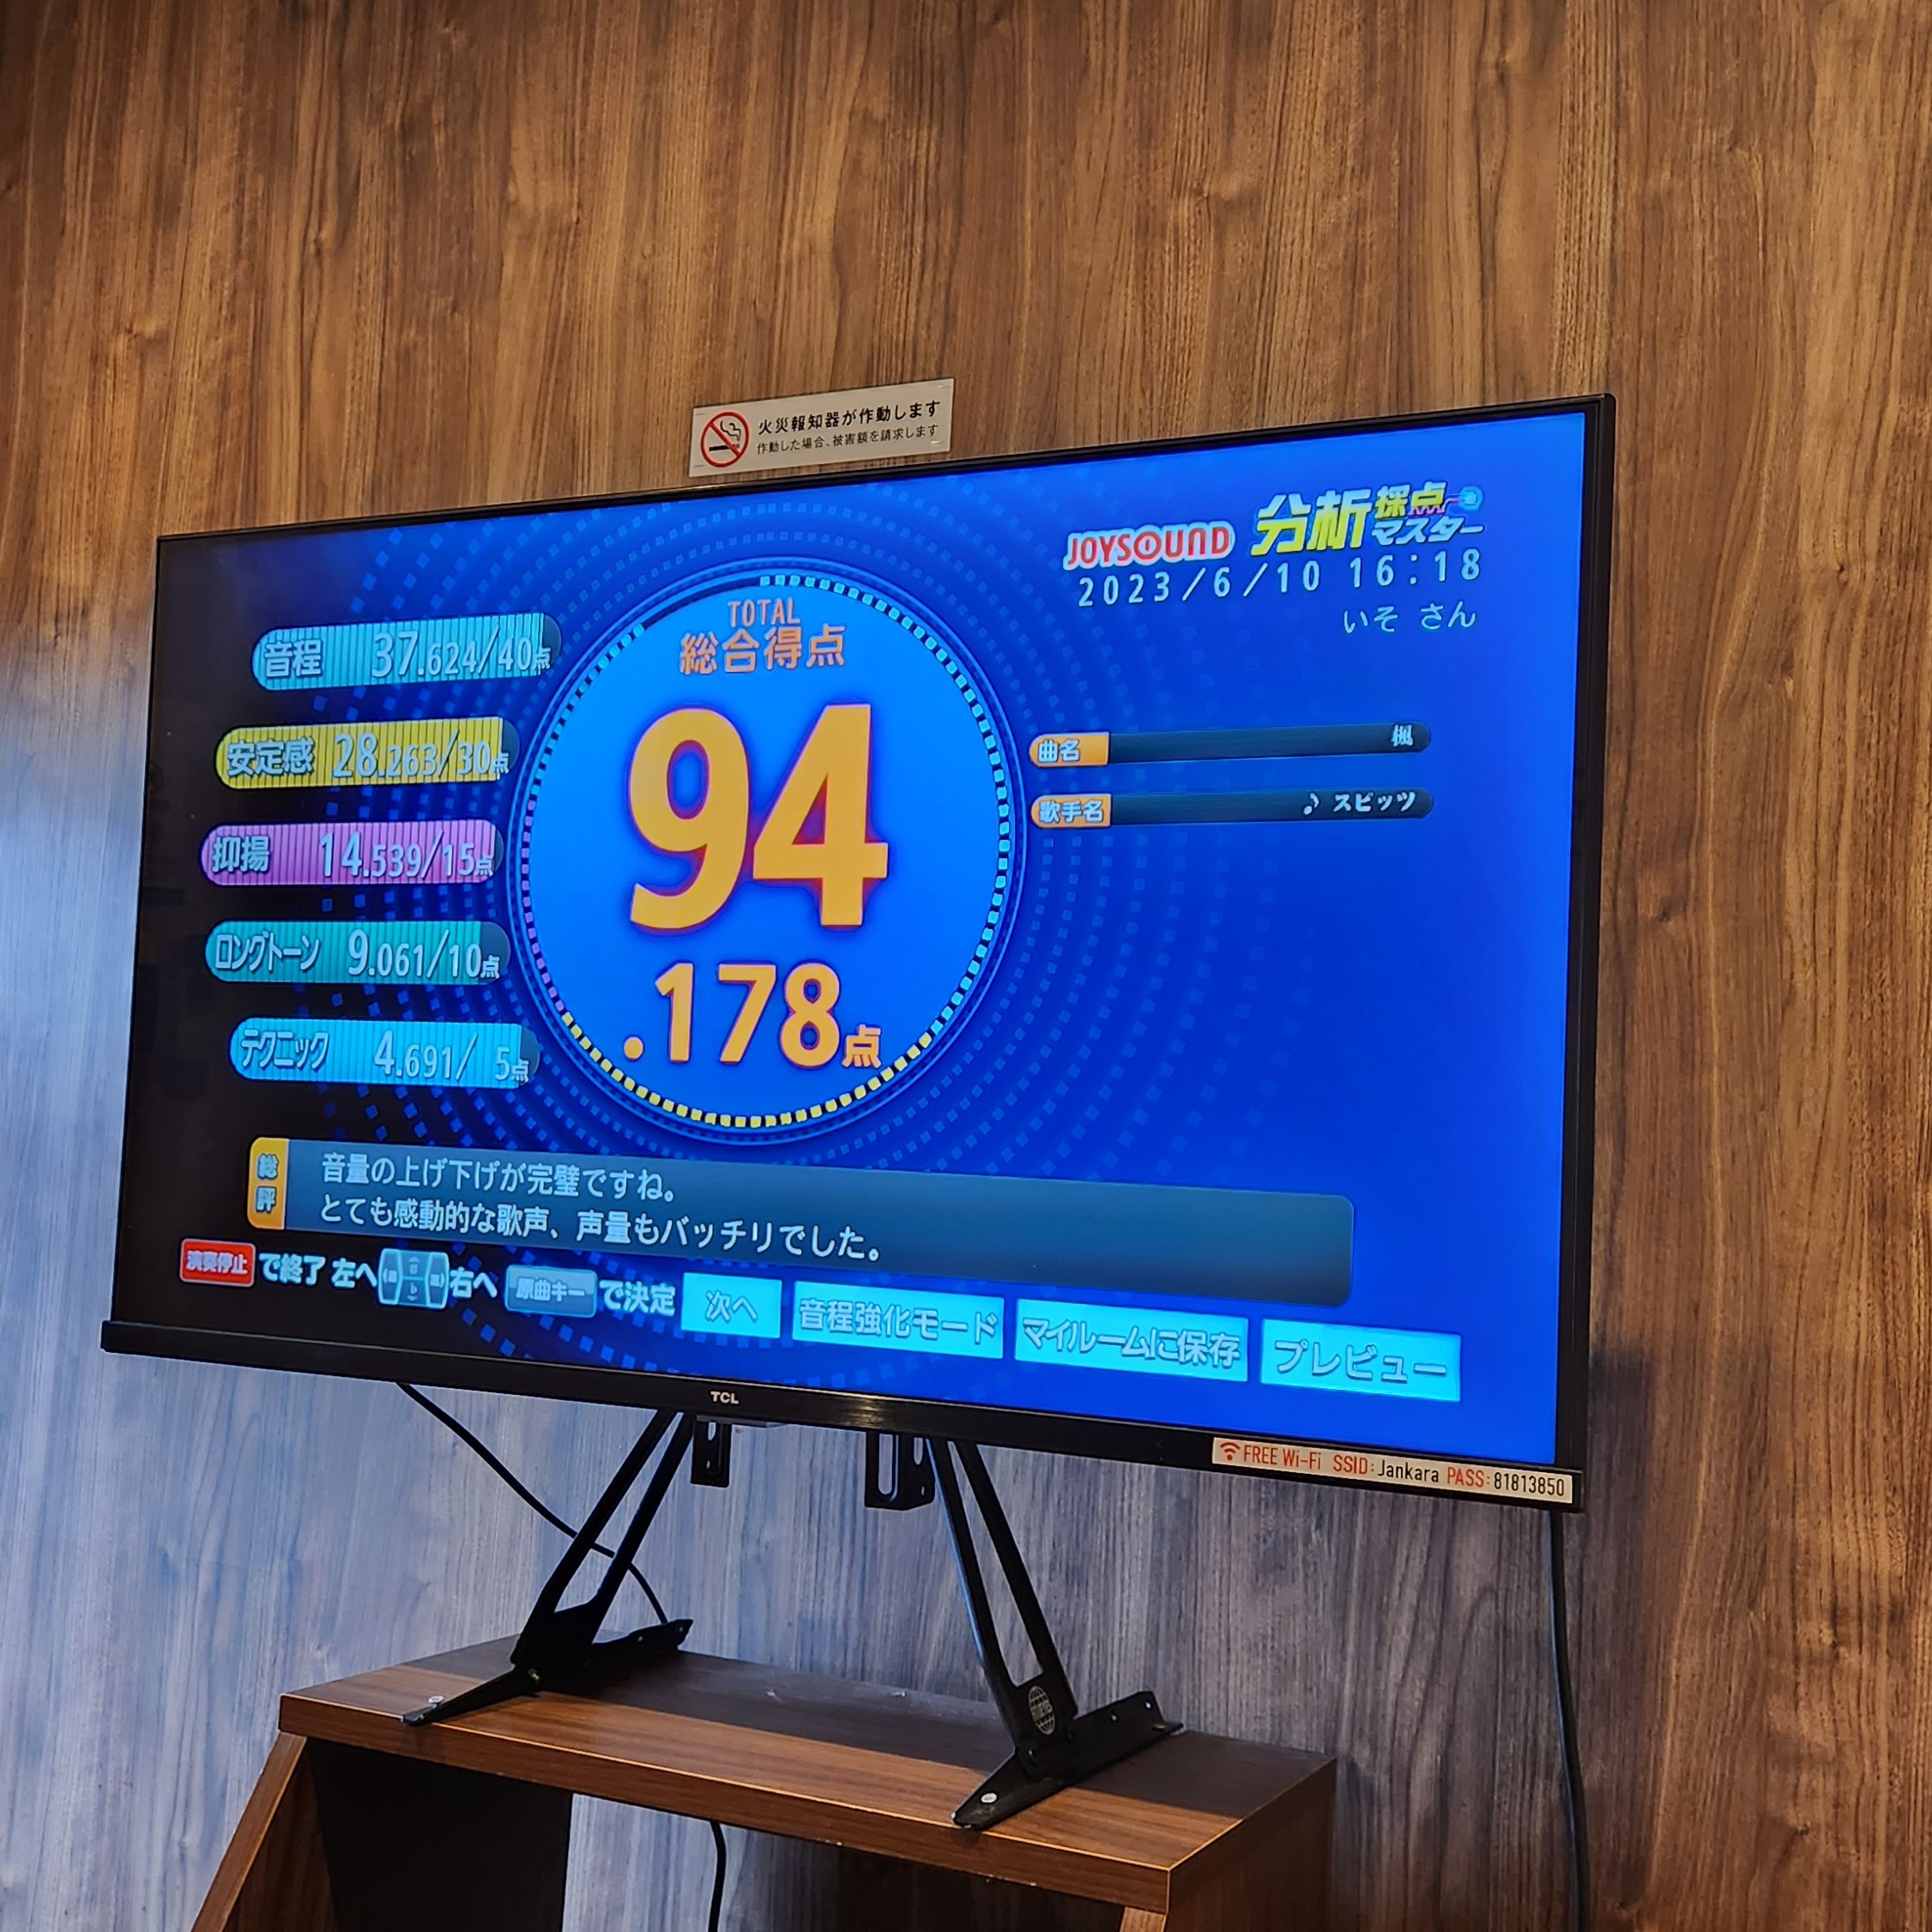 火災報知器が作動します
作動した場合、被害額を請求します
JOYSOUND 分析採点マスター
2023/6/10 16:18
いそ さん
TOTAL
総合得点
94
.178点
音程 37.624/40点
安定感 28.263/30点
抑揚 14.539/15点
ロングトーン 9.061/10点
テクニック 4.691/ 5点
曲名 楓
歌手名 ♪ スピッツ
総評
音量の上げ下げが完璧ですね。
とても感動的な歌声、声量もバッチリでした。
演奏停止 で終了 左へ 右へ 原曲キー で決定 次へ 音程強化モード マイルームに保存 プレビュー
TCL
FREE Wi-Fi SSID:Jankara PASS:81813850